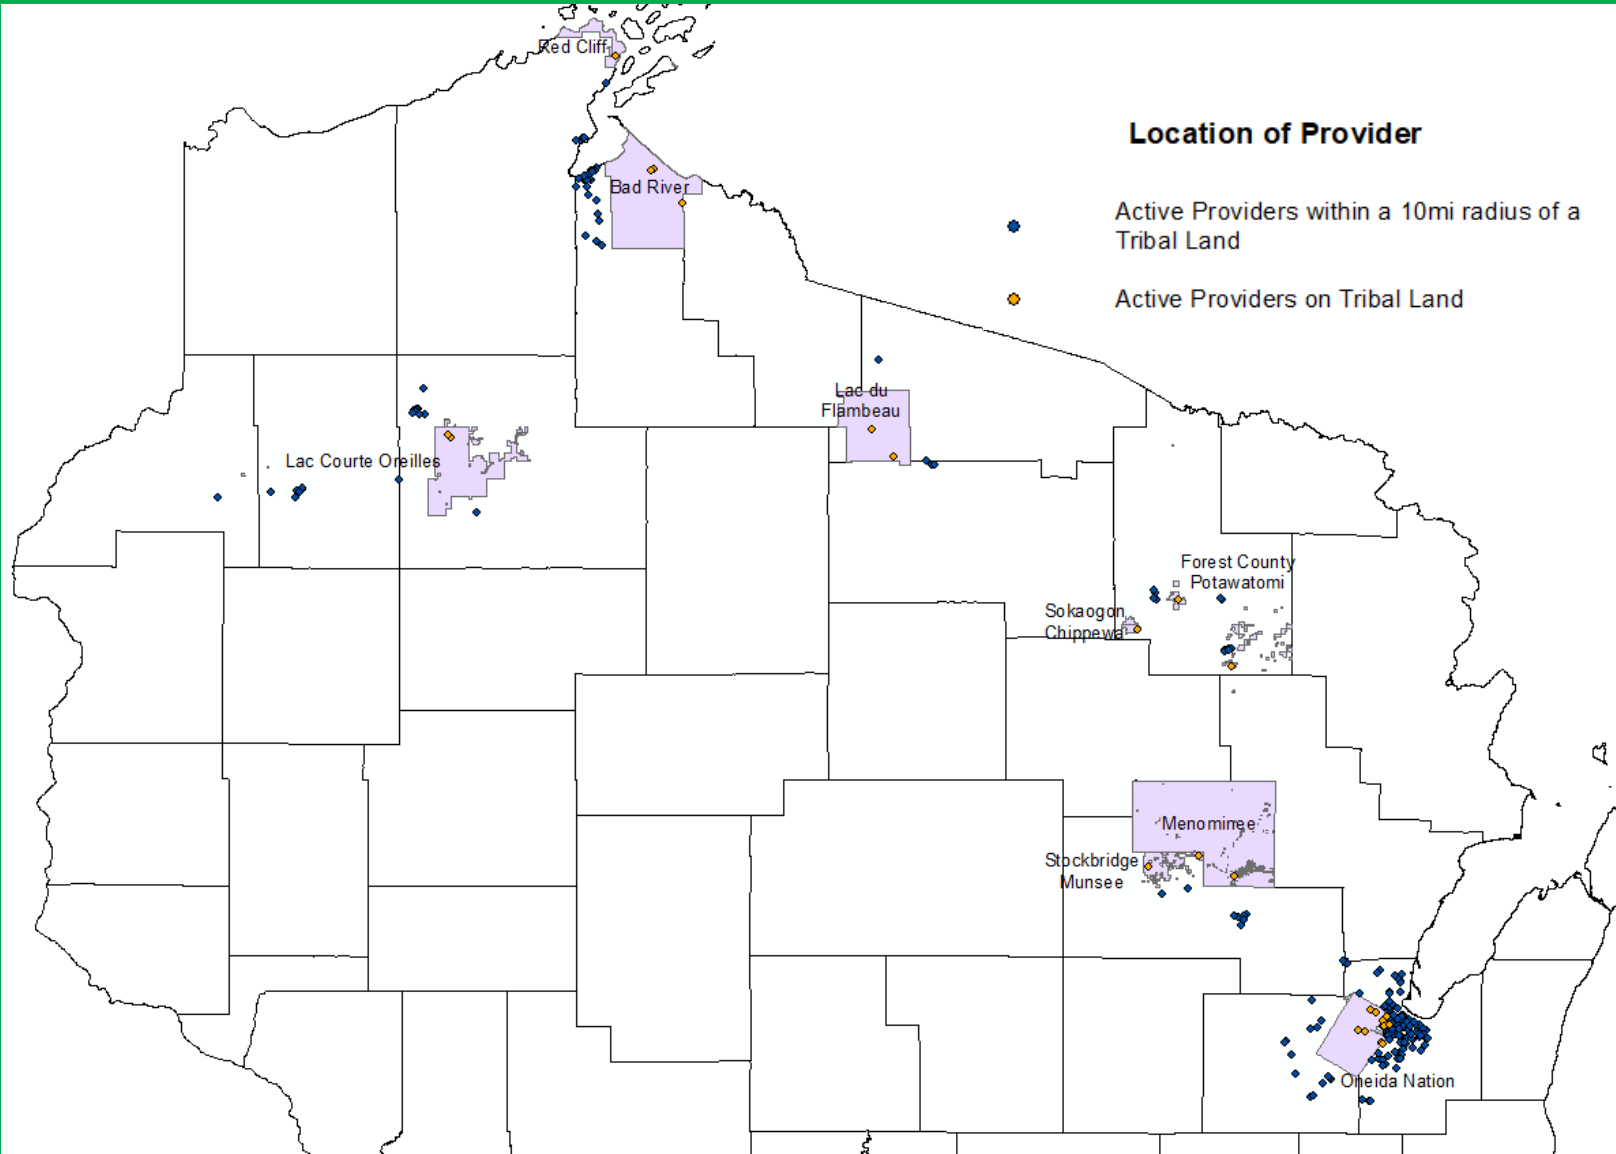 Red Cliff
Location of Provider
Bad River
Active Providers within a 10mi radius of a
Tribal Land
Active Providers on Tribal Land
Lac du
Flambeau
Lac Courte Oreilles
Forest County
Potawatomi
Sokaogon
Chippewa
Menominee
Stockbridge
Munsee
Oneida Nation